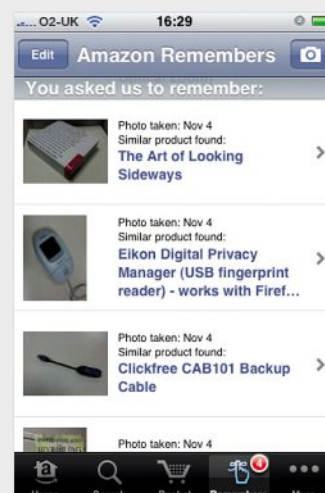 O2-UK 16:29
Edit Amazon Remembers
You asked us to remember:
Photo taken: Nov 4
Similar product found:
The Art of Looking
Sideways
Photo taken: Nov 4
Similar product found:
Eikon Digital Privacy
Manager (USB fingerprint
reader) - works with Firef...
Photo taken: Nov 4
Similar product found:
Clickfree CAB101 Backup
Cable
Photo taken: Nov 4
4